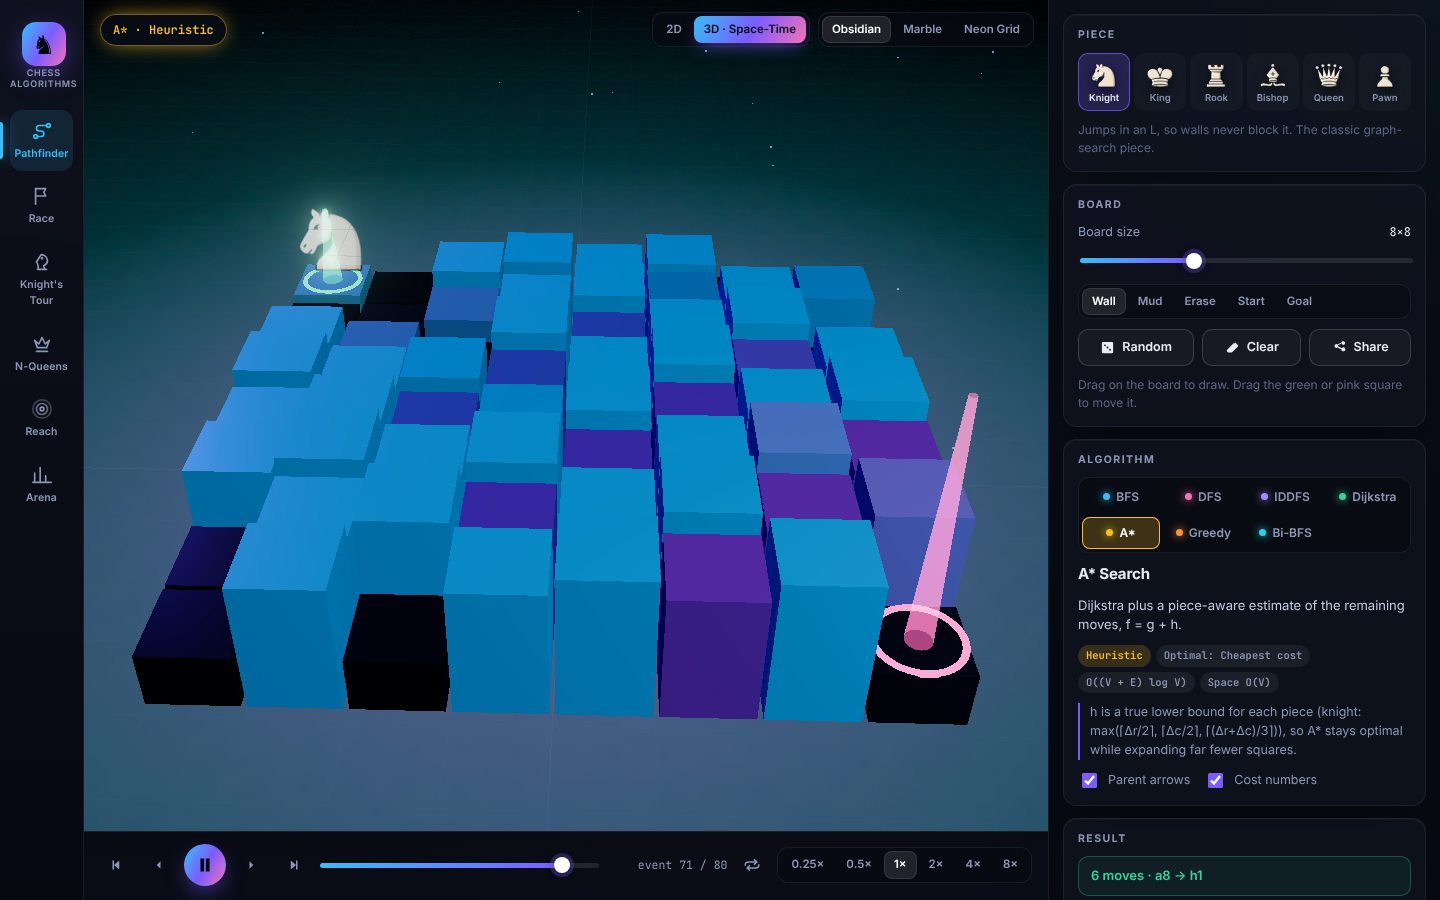 CHESS
ALGORITHMS
Pathfinder
Race
Knight's
Tour
N-Queens
Reach
Arena
A* · Heuristic
2D
3D · Space-Time
Obsidian
Marble
Neon Grid
event 71 / 80
0.25×
0.5×
1×
2×
4×
8×
PIECE
Knight
King
Rook
Bishop
Queen
Pawn
Jumps in an L, so walls never block it. The classic graph-
search piece.
BOARD
Board size
8×8
Wall
Mud
Erase
Start
Goal
Random
Clear
Share
Drag on the board to draw. Drag the green or pink square
to move it.
ALGORITHM
BFS
DFS
IDDFS
Dijkstra
A*
Greedy
Bi-BFS
A* Search
Dijkstra plus a piece-aware estimate of the remaining
moves, f = g + h.
Heuristic
Optimal: Cheapest cost
O((V + E) log V)
Space O(V)
h is a true lower bound for each piece (knight:
max(⌈Δr/2⌉, ⌈Δc/2⌉, ⌈(Δr+Δc)/3⌉)), so A* stays optimal
while expanding far fewer squares.
Parent arrows
Cost numbers
RESULT
6 moves · a8 → h1